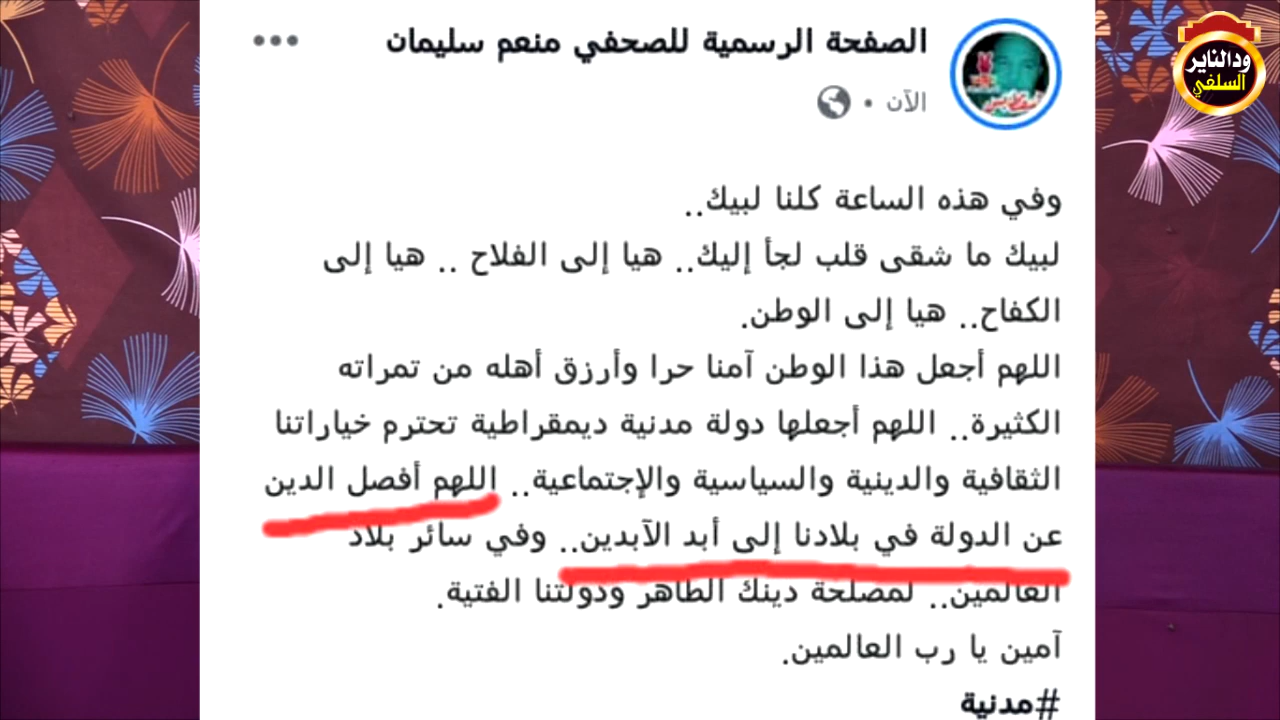 الصفحة الرسمية للصحفي منعم سليمان
الآن
وفي هذه الساعة كلنا لبيك..
لبيك ما شقى قلب لجأ إليك.. هيا إلى الفلاح .. هيا إلى
الكفاح.. هيا إلى الوطن.
اللهم أجعل هذا الوطن آمنا حرا وأرزق أهله من تمراته
الكثيرة.. اللهم أجعلها دولة مدنية ديمقراطية تحترم خياراتنا
الثقافية والدينية والسياسية والإجتماعية.. اللهم أفصل الدين
عن الدولة في بلادنا إلى أبد الآبدين.. وفي سائر بلاد
العالمين.. لمصلحة دينك الطاهر ودولتنا الفتية.
آمين يا رب العالمين.
#مدنية
ودالناير
السلفي